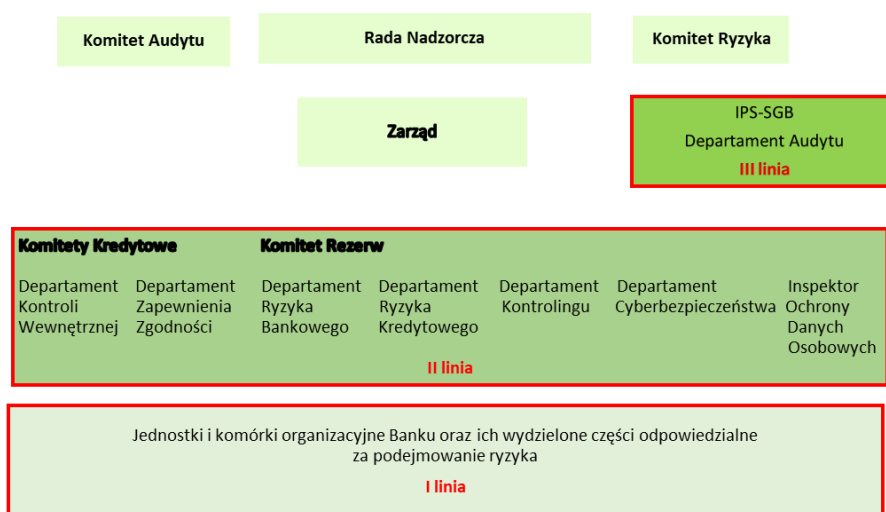 Komitet Audytu
Rada Nadzorcza
Komitet Ryzyka
Zarząd
IPS-SGB
Departament Audytu
III linia
Komitety Kredytowe
Komitet Rezerw
Departament
Kontroli
Wewnętrznej
Departament
Zapewnienia
Zgodności
Departament
Ryzyka
Bankowego
Departament
Ryzyka
Kredytowego
Departament
Kontrolingu
Departament
Cyberbezpieczeństwa
Inspektor
Ochrony
Danych
Osobowych
II linia
Jednostki i komórki organizacyjne Banku oraz ich wydzielone części odpowiedzialne
za podejmowanie ryzyka
I linia